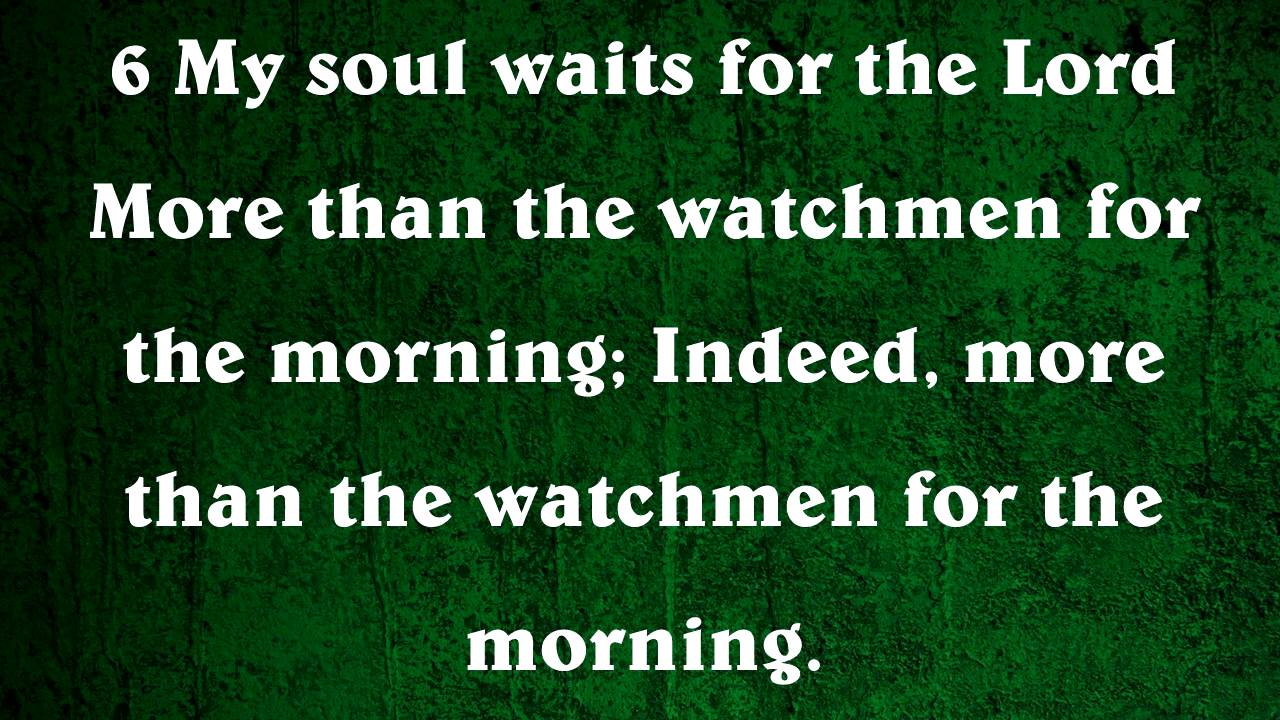 6 My soul waits for the Lord
More than the watchmen for
the morning; Indeed, more
than the watchmen for the
morning.